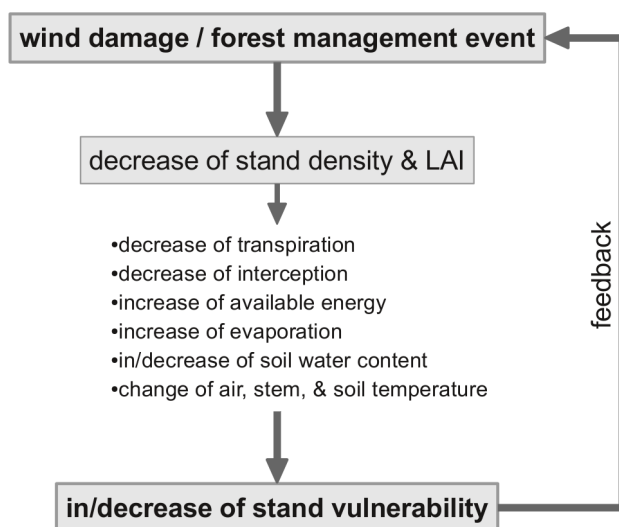 wind damage / forest management event
decrease of stand density & LAI
•decrease of transpiration
•decrease of interception
•increase of available energy
•increase of evaporation
•in/decrease of soil water content
•change of air, stem, & soil temperature
in/decrease of stand vulnerability
feedback